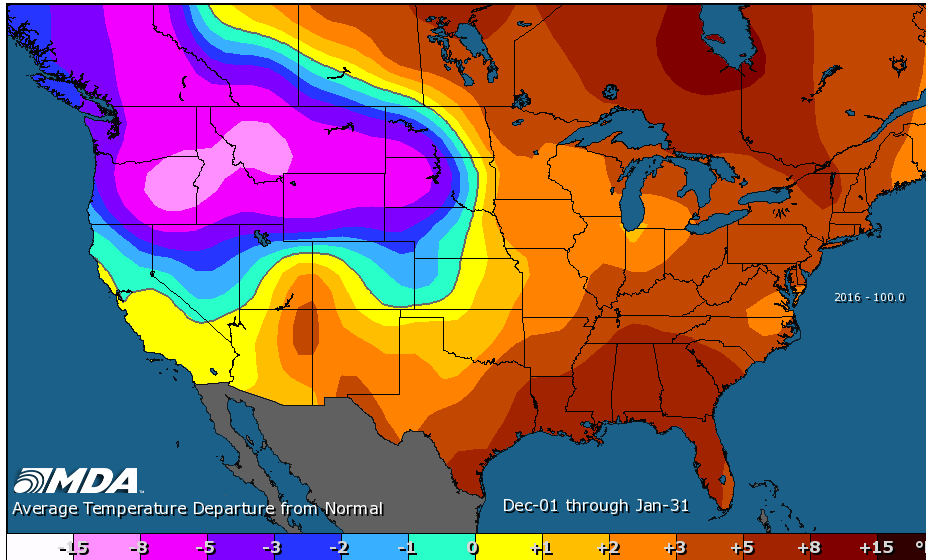 2016 - 100.0
MDA
Average Temperature Departure from Normal
Dec-01 through Jan-31
-15 -8 -5 -3 -2 -1 0 +1 +2 +3 +5 +8 +15